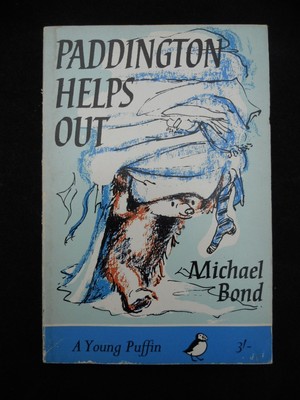 PADDINGTON
HELPS
OUT
Michael
Bond
A Young Puffin
3/-